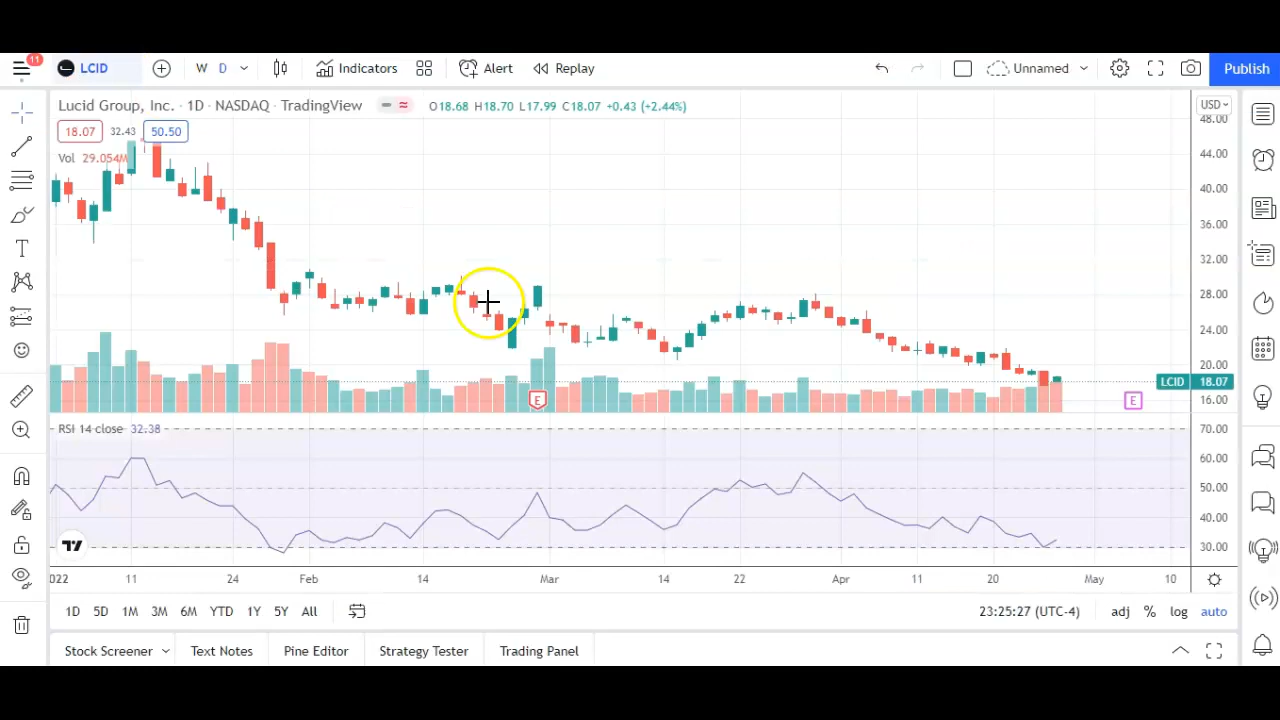 11
LCID
W D
Indicators
Alert
Replay
Unnamed
Publish
Lucid Group, Inc. · 1D · NASDAQ · TradingView
O18.68 H18.70 L17.99 C18.07 +0.43 (+2.44%)
USD
18.07 32.43 50.50
Vol 29.054M
48.00
44.00
40.00
36.00
32.00
28.00
24.00
20.00
LCID 18.07
16.00
E
E
RSI 14 close 32.38
70.00
60.00
50.00
40.00
30.00
022 11 24 Feb 14 Mar 14 22 Apr 11 20 May 10
1D 5D 1M 3M 6M YTD 1Y 5Y All
23:25:27 (UTC-4)
adj % log auto
Stock Screener Text Notes Pine Editor Strategy Tester Trading Panel